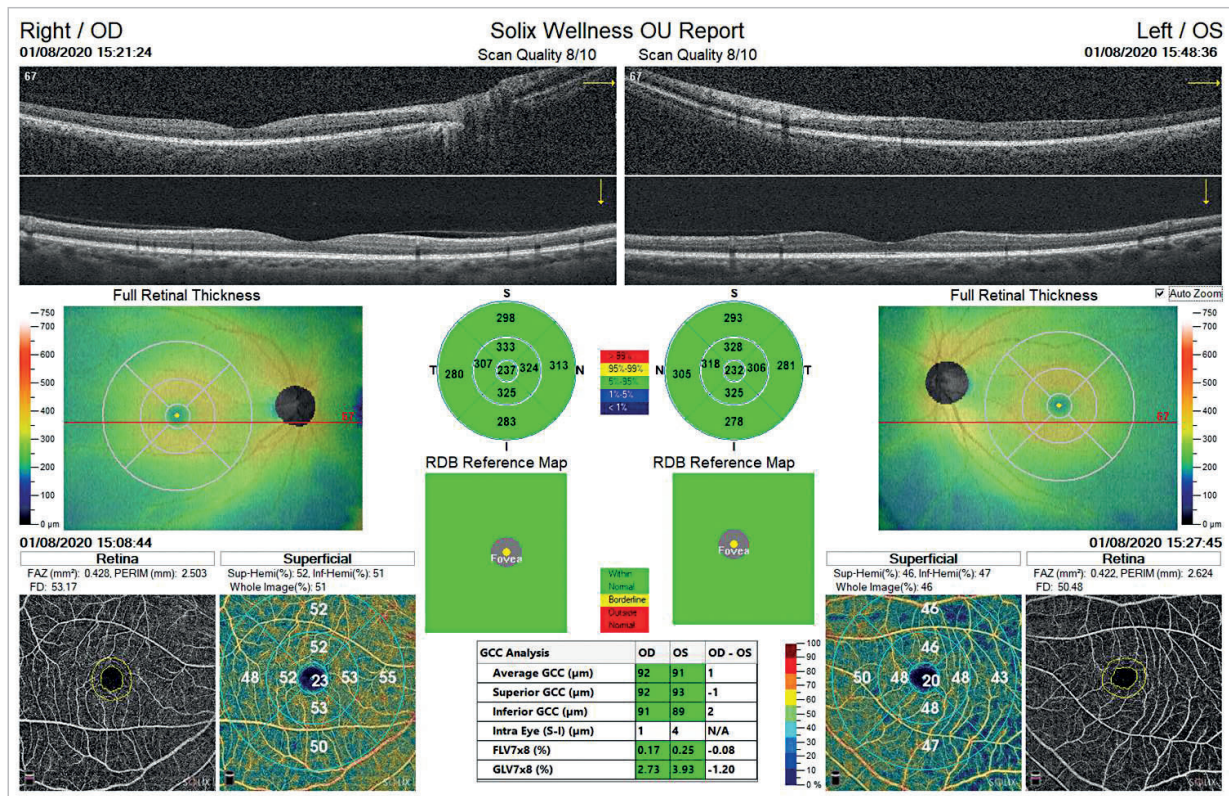 Right / OD
Solix Wellness OU Report
Left / OS
01/08/2020 15:21:24
Scan Quality 8/10
Scan Quality 8/10
01/08/2020 15:48:36
67
67
Full Retinal Thickness
S
S
Full Retinal Thickness
Auto Zoom
750
600
500
400
300
200
100
0 µm
67
298
333
T 280 307 237 324 313 N
325
283
I
> 99%
95%-99%
5%-95%
1%-5%
< 1%
293
328
N 305 318 232 306 281 T
325
278
I
67
750
600
500
400
300
200
100
0 µm
RDB Reference Map
RDB Reference Map
Fovea
Fovea
Within
Normal
Borderline
Outside
Normal
01/08/2020 15:08:44
01/08/2020 15:27:45
Retina
FAZ (mm²): 0.428, PERIM (mm): 2.503
FD: 53.17
Superficial
Sup-Hemi(%): 52, Inf-Hemi(%): 51
Whole Image(%): 51
Superficial
Sup-Hemi(%): 46, Inf-Hemi(%): 47
Whole Image(%): 46
Retina
FAZ (mm²): 0.422, PERIM (mm): 2.624
FD: 50.48
SOLIX
52
52
48 52 23 53 55
53
50
SOLIX
GCC Analysis OD OS OD - OS
Average GCC (µm) 92 91 1
Superior GCC (µm) 92 93 -1
Inferior GCC (µm) 91 89 2
Intra Eye (S-I) (µm) 1 4 N/A
FLV7x8 (%) 0.17 0.25 -0.08
GLV7x8 (%) 2.73 3.93 -1.20
100
90
80
70
60
50
40
30
20
10
0 %
46
46
50 48 20 48 43
48
47
SOLIX
SOLIX